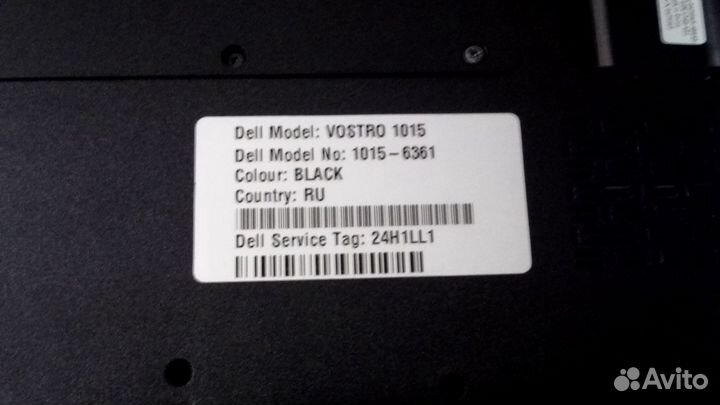 Dell Model: VOSTRO 1015
Dell Model No: 1015-6361
Colour: BLACK
Country: RU
Dell Service Tag: 24H1LL1
Avito